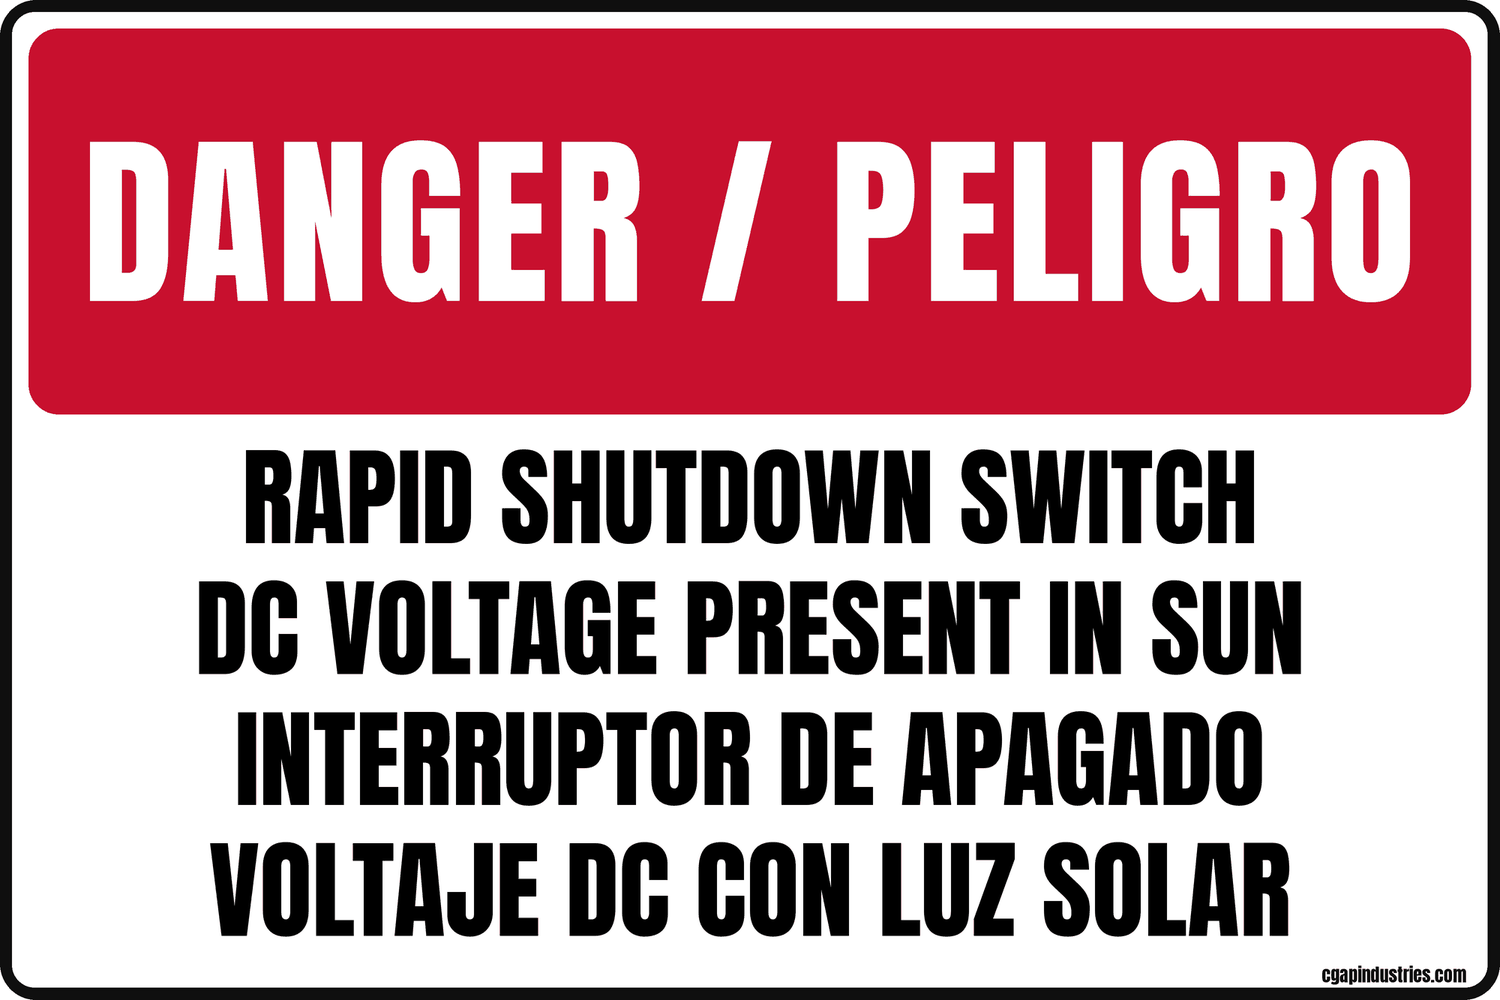 DANGER / PELIGRO
RAPID SHUTDOWN SWITCH
DC VOLTAGE PRESENT IN SUN
INTERRUPTOR DE APAGADO
VOLTAJE DC CON LUZ SOLAR
cgapindustries.com